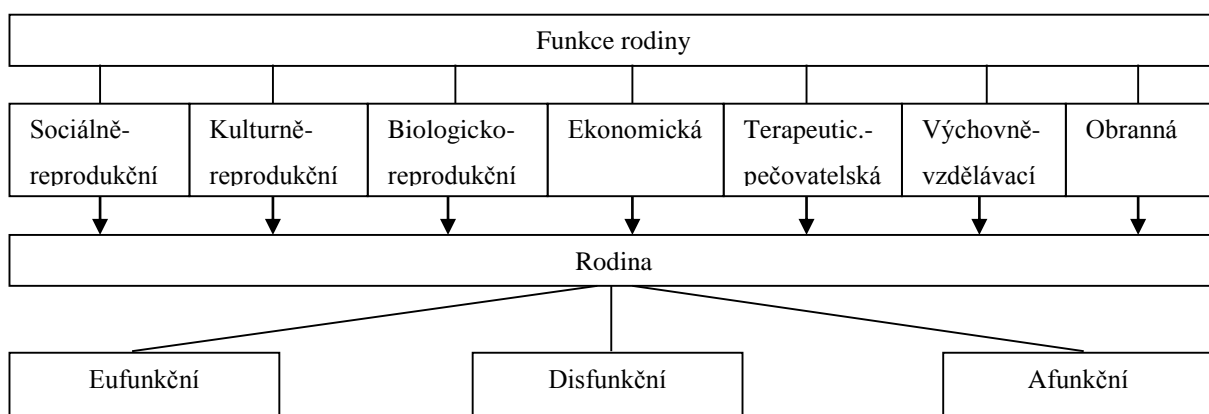 Funkce rodiny
Sociálně-
reprodukční
Kulturně-
reprodukční
Biologicko-
reprodukční
Ekonomická
Terapeutic.-
pečovatelská
Výchovně-
vzdělávací
Obranná
Rodina
Eufunkční
Disfunkční
Afunkční